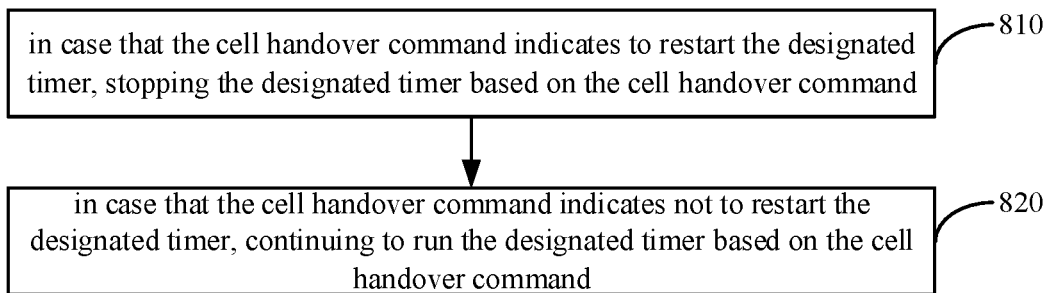 in case that the cell handover command indicates to restart the designated
timer, stopping the designated timer based on the cell handover command
810
in case that the cell handover command indicates not to restart the
designated timer, continuing to run the designated timer based on the cell
handover command
820